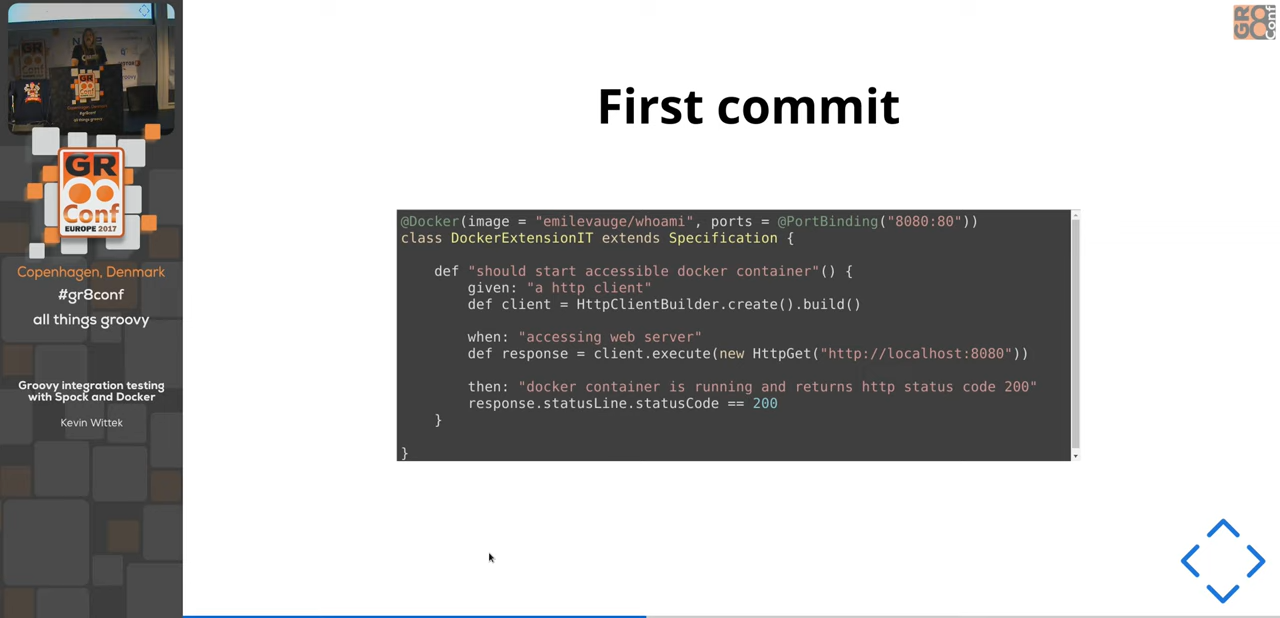 GR8
Conf
EUROPE 2017
Copenhagen, Denmark
#gr8conf
all things groovy
Groovy integration testing
with Spock and Docker
Kevin Wittek
GR8
Conf
First commit
@Docker(image = "emilevauge/whoami", ports = @PortBinding("8080:80"))
class DockerExtensionIT extends Specification {
def "should start accessible docker container"() {
given: "a http client"
def client = HttpClientBuilder.create().build()
when: "accessing web server"
def response = client.execute(new HttpGet("http://localhost:8080"))
then: "docker container is running and returns http status code 200"
response.statusLine.statusCode == 200
}
}